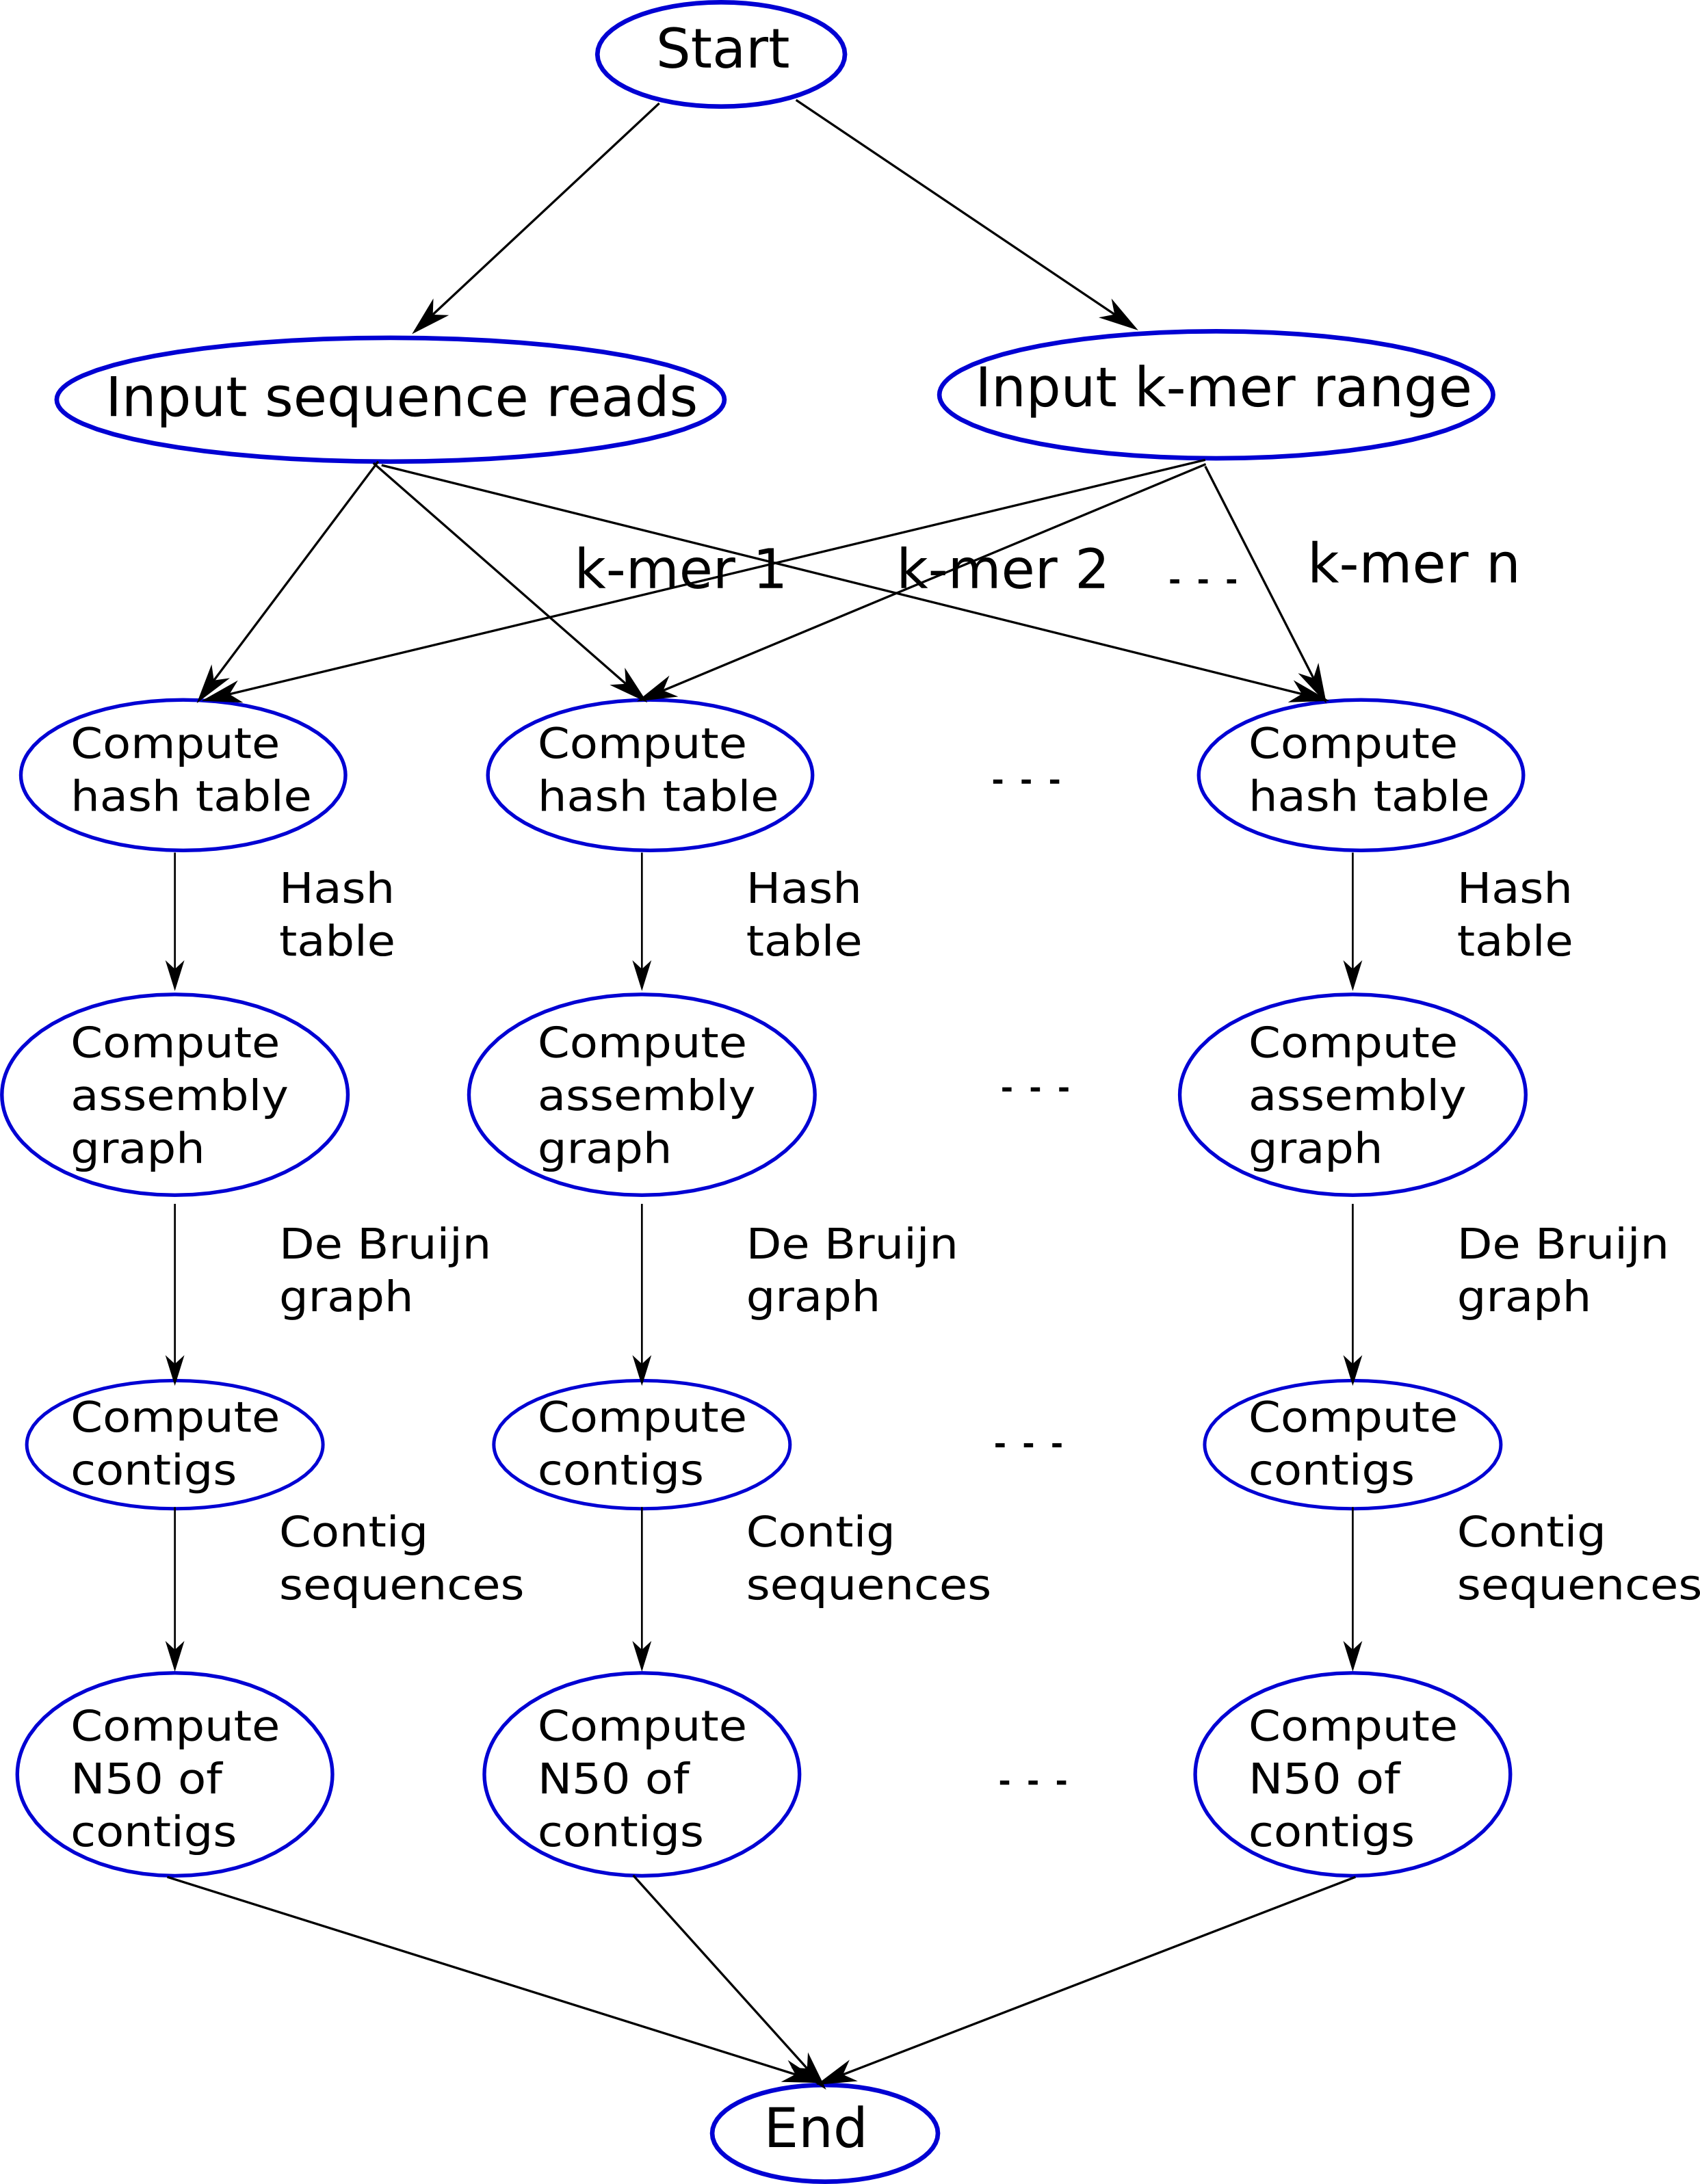 Start
Input sequence reads
Input k-mer range
k-mer 1
k-mer 2
- - -
k-mer n
Compute
hash table
Compute
hash table
- - -
Compute
hash table
Hash
table
Hash
table
Hash
table
Compute
assembly
graph
Compute
assembly
graph
- - -
Compute
assembly
graph
De Bruijn
graph
De Bruijn
graph
De Bruijn
graph
Compute
contigs
Compute
contigs
- - -
Compute
contigs
Contig
sequences
Contig
sequences
Contig
sequences
Compute
N50 of
contigs
Compute
N50 of
contigs
- - -
Compute
N50 of
contigs
End